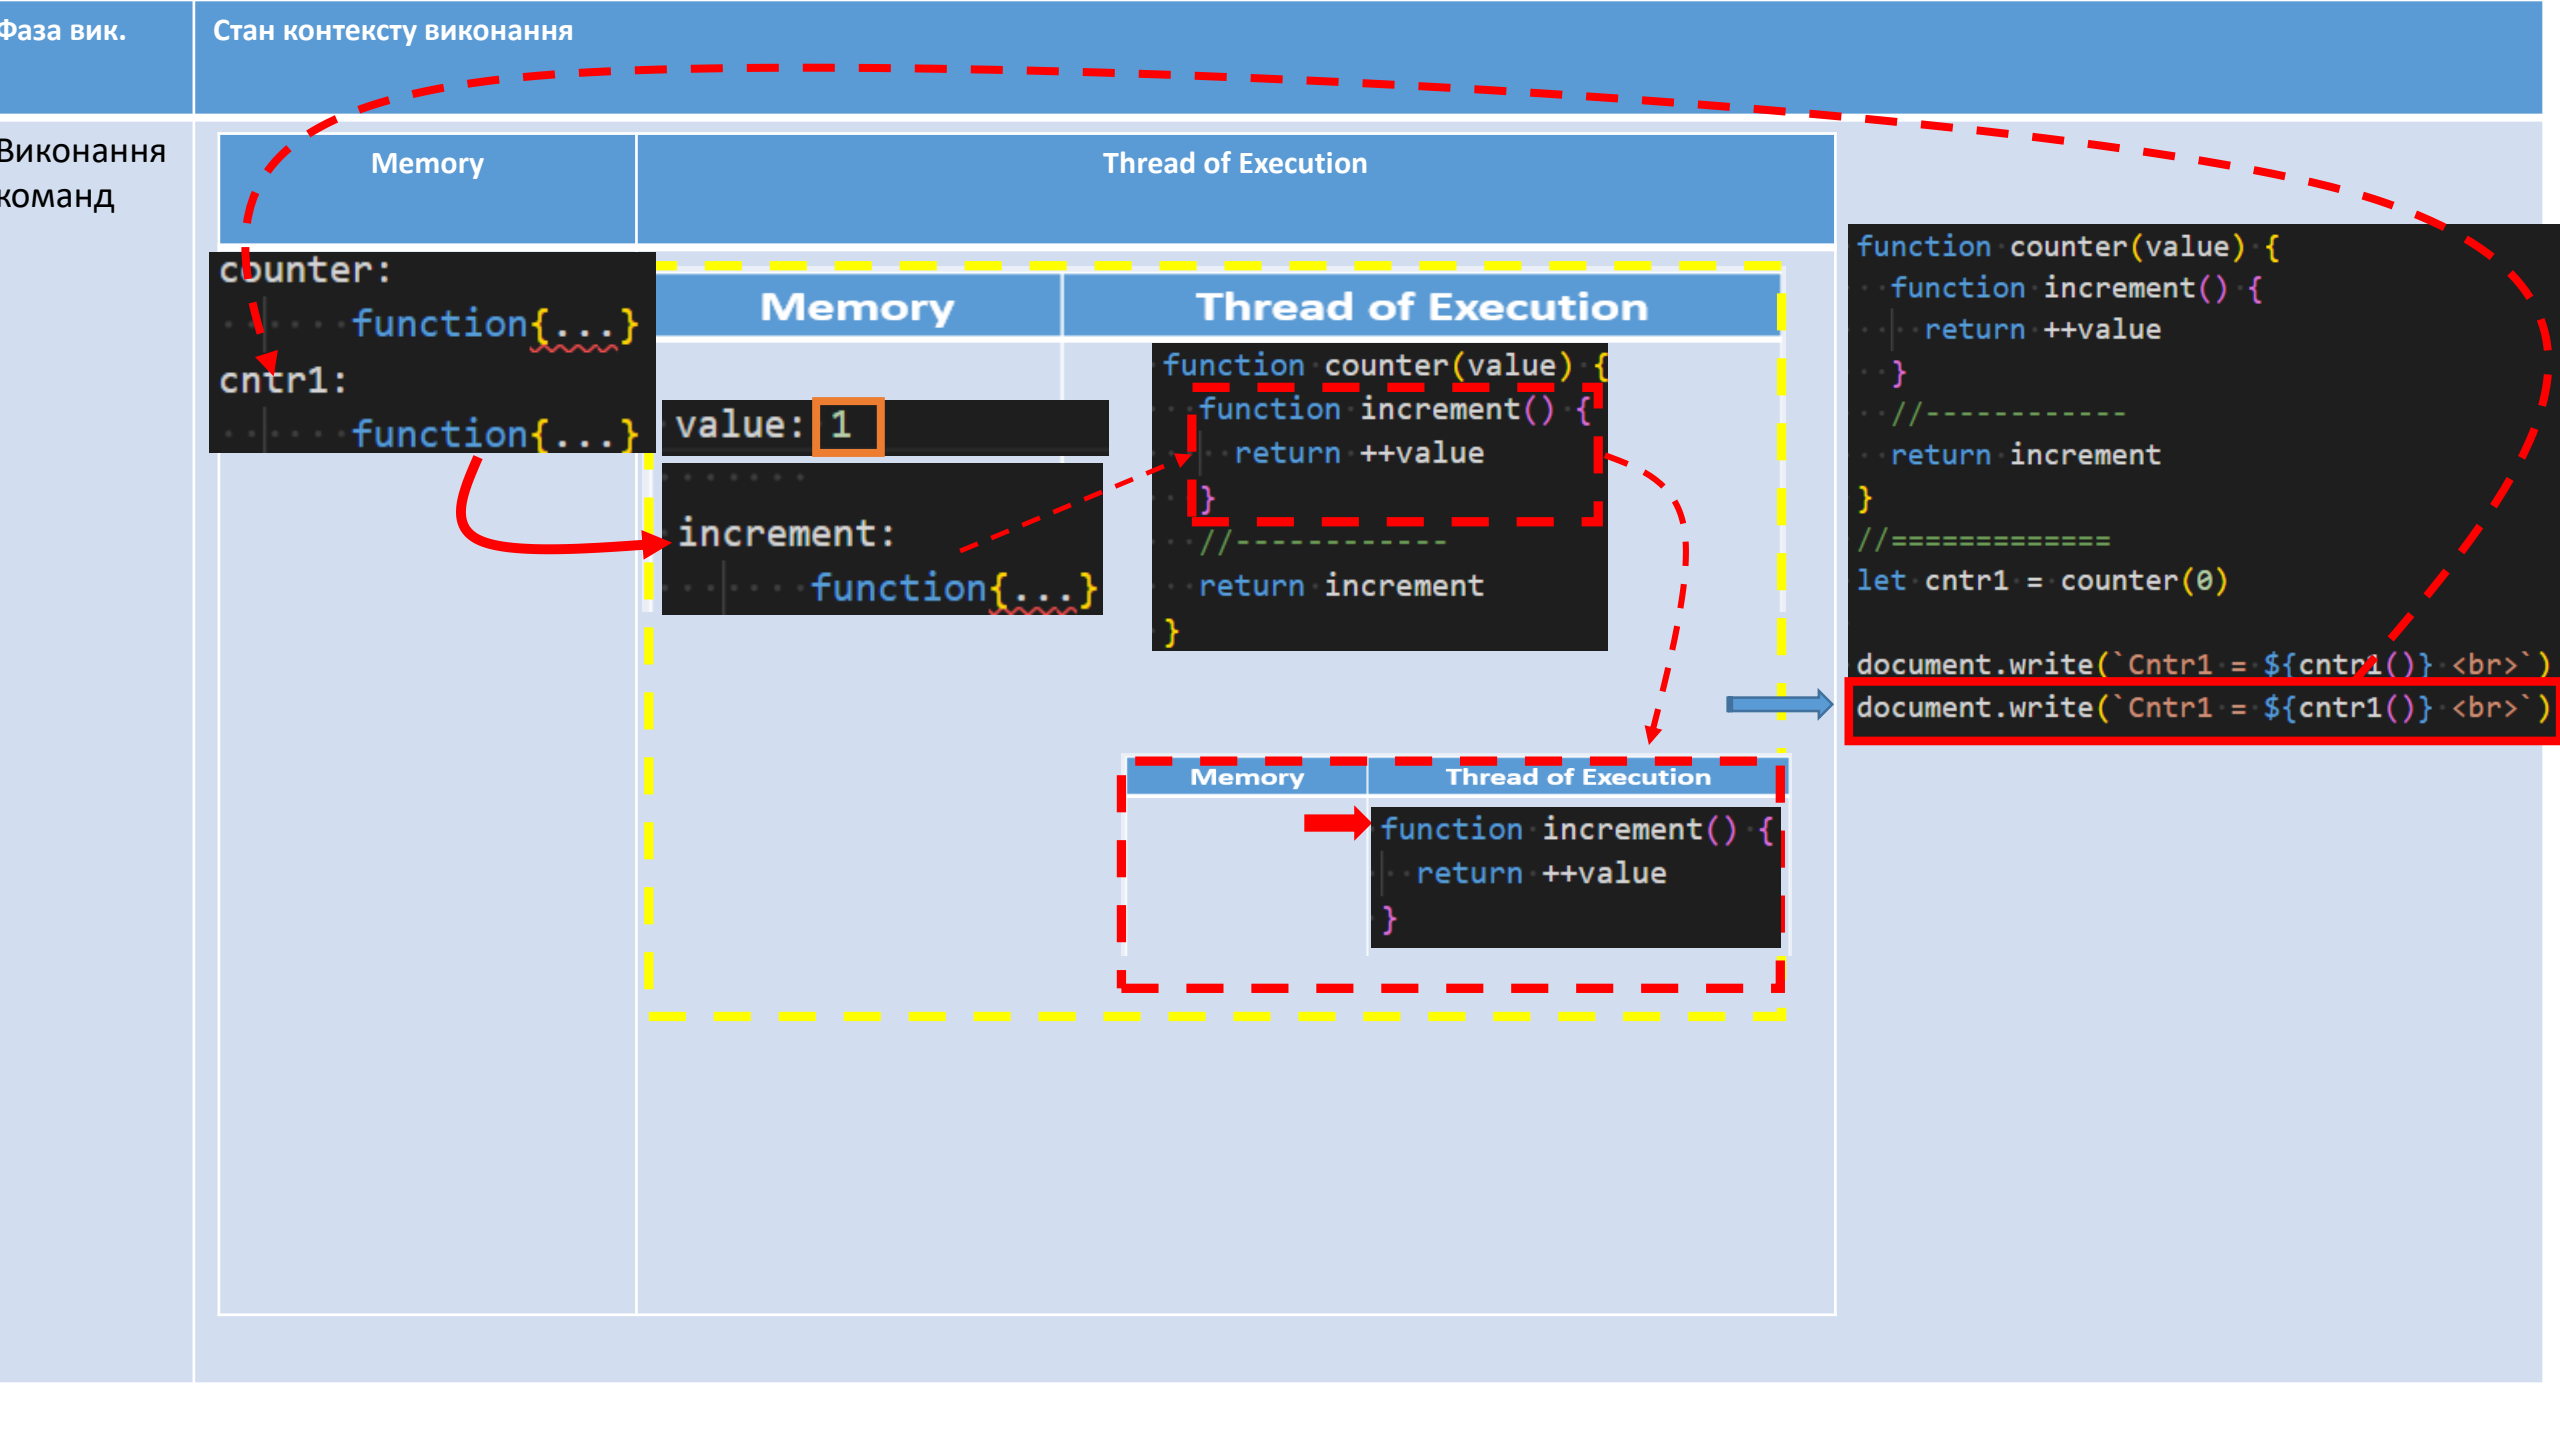 Фаза вик.
Стан контексту виконання
Виконання
команд
Memory
Thread of Execution
counter:
function{...}
cntr1:
function{...}
Memory
Thread of Execution
value: 1
increment:
function{...}
function counter(value) {
function increment() {
return ++value
}
//------------
return increment
}
Memory
Thread of Execution
function increment() {
return ++value
}
function counter(value) {
function increment() {
return ++value
}
//------------
return increment
}
//=============
let cntr1 = counter(0)
document.write(`Cntr1 = ${cntr1()} <br>`)
document.write(`Cntr1 = ${cntr1()} <br>`)